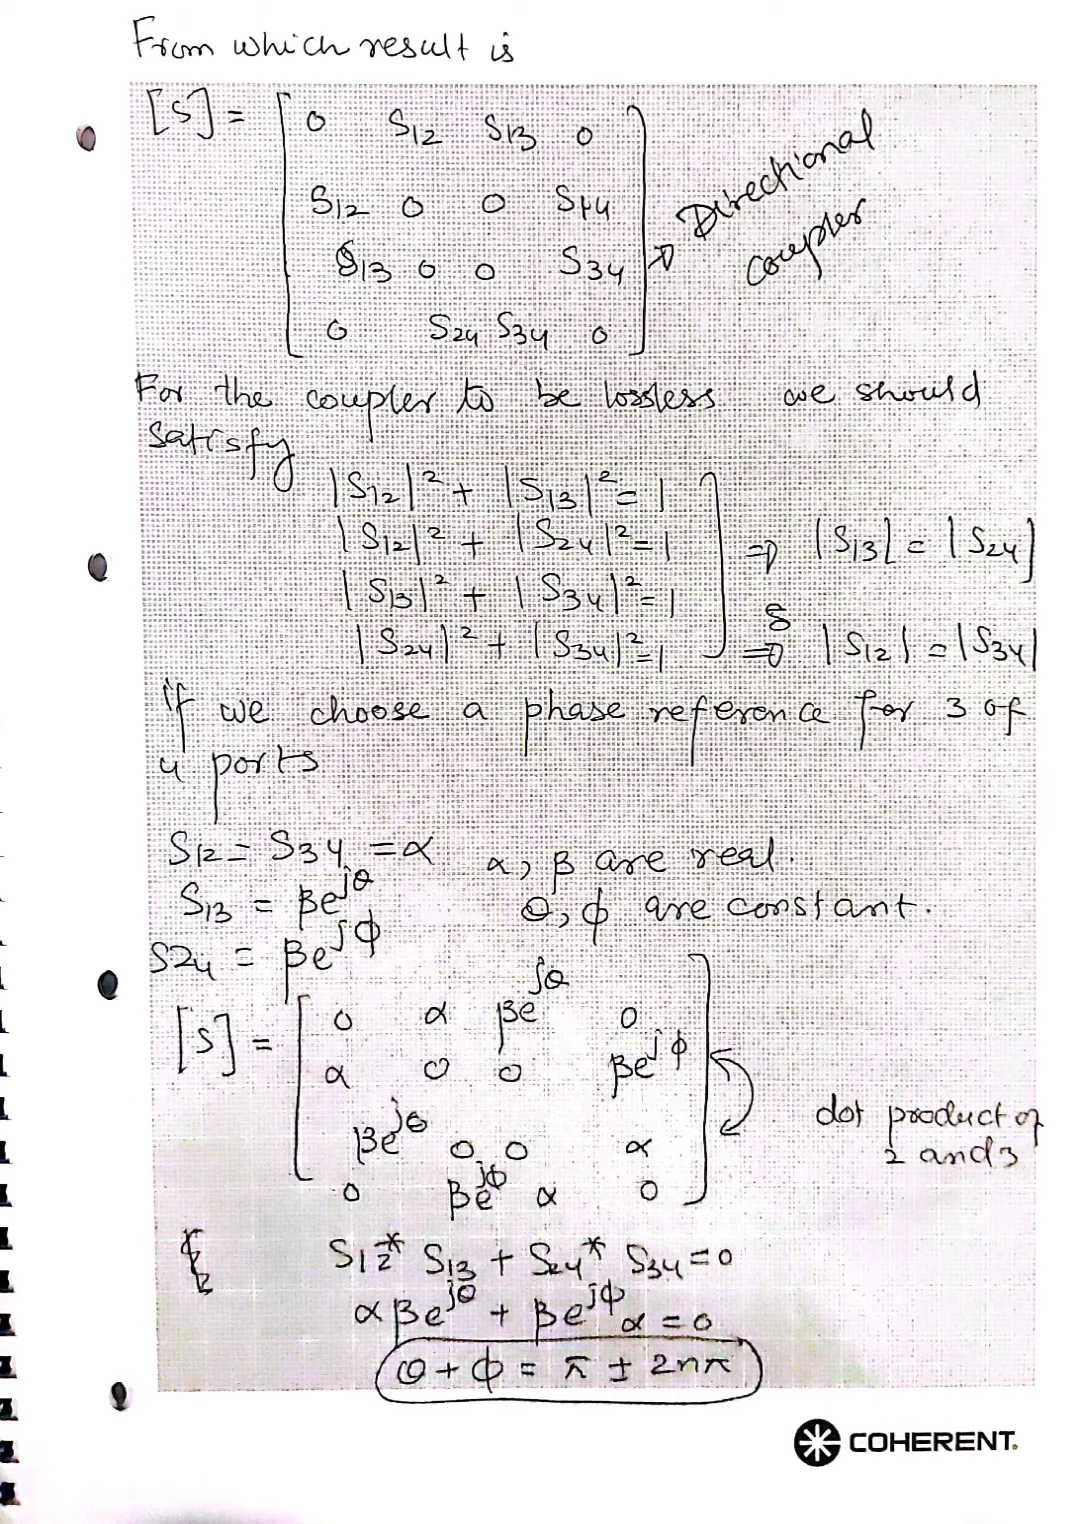 From which result is
[S] = [ 0 S12 S13 0
S12 0 0 S14
S13 0 0 S34
0 S24 S34 0 ] ⇒ Directional coupler
For the coupler to be lossless we should
satisfy
|S12|² + |S13|² = 1
|S12|² + |S24|² = 1 ⇒ |S13| = |S24|
|S13|² + |S34|² = 1 &
|S24|² + |S34|² = 1 ⇒ |S12| = |S34|
if we choose a phase reference for 3 of
4 ports
S12 = S34 = α α, β are real.
S13 = βe^jθ θ, φ are constant.
S24 = βe^jφ
[S] = [ 0 α βe^jθ 0
α 0 0 βe^jφ
βe^jθ 0 0 α
0 βe^jφ α 0 ]
dot product of
2 and 3
S12* S13 + S24* S34 = 0
αβe^jθ + βe^jφ α = 0
θ + φ = π ± 2nπ
COHERENT.